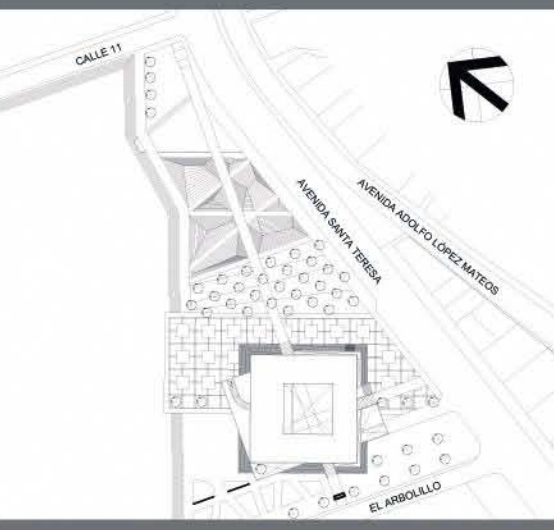 CALLE 11
AVENIDA SANTA TERESA
AVENIDA ADOLFO LÓPEZ MATEOS
EL ARBOLILLO